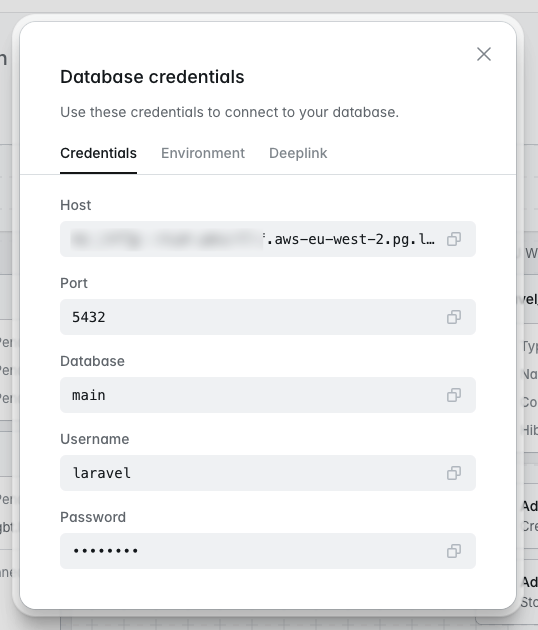 Database credentials
Use these credentials to connect to your database.
Credentials Environment Deeplink
Host
.aws-eu-west-2.pg.l…
Port
5432
Database
main
Username
laravel
Password
••••••••